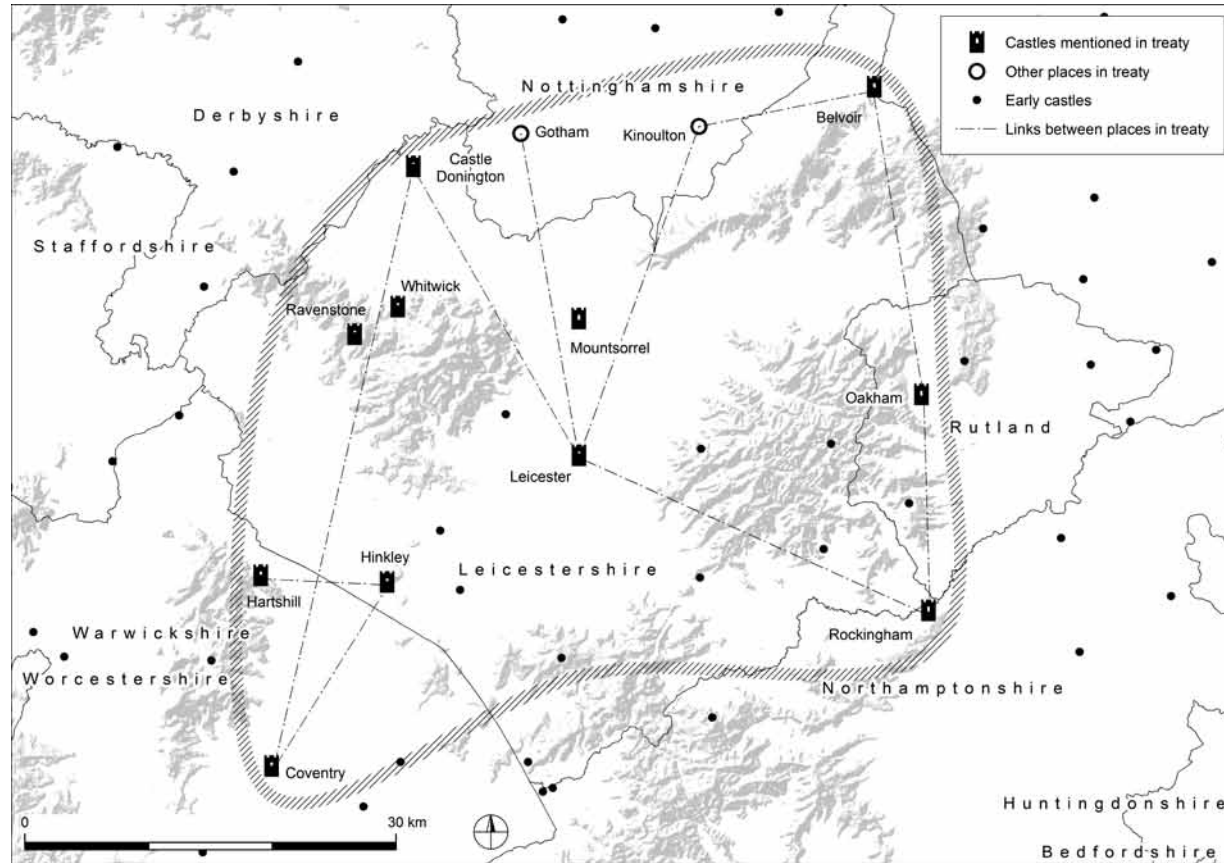 Castles mentioned in treaty
Other places in treaty
Early castles
Links between places in treaty
Nottinghamshire
Derbyshire
Belvoir
Gotham
Kinoulton
Castle
Donington
Staffordshire
Whitwick
Ravenstone
Mountsorrel
Oakham
Rutland
Leicester
Hinkley
Leicestershire
Hartshill
Rockingham
Warwickshire
Worcestershire
Northamptonshire
Coventry
Huntingdonshire
0
30 km
Bedfordshire